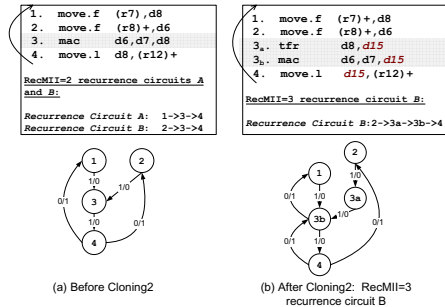 1. move.f (r7),d8
2. move.f (r8)+,d6
3. mac d6,d7,d8
4. move.l d8,(r12)+
RecMII=2 recurrence circuits A
and B:
Recurrence Circuit A: 1->3->4
Recurrence Circuit B: 2->3->4
1
2
1/0
1/0
3
0/1
1/0
0/1
4
(a) Before Cloning2
1. move.f (r7)+,d8
2. move.f (r8)+,d6
3a. tfr d8,d15
3b. mac d6,d7,d15
4. move.l d15,(r12)+
RecMII=3 recurrence circuit B:
Recurrence Circuit B:2->3a->3b->4
2
1
1/0
0/1
1/0
3a
1/0
3b
0/1
1/0
0/1
4
(b) After Cloning2: RecMII=3
recurrence circuit B